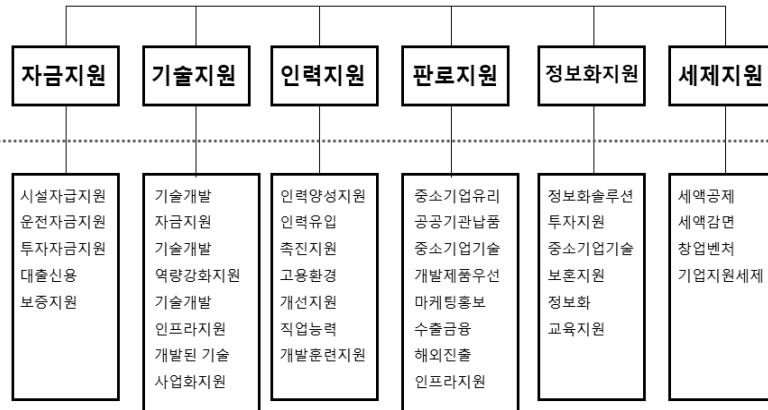 자금지원
기술지원
인력지원
판로지원
정보화지원
세제지원
시설자급지원
운전자금지원
투자자금지원
대출신용
보증지원
기술개발
자금지원
기술개발
역량강화지원
기술개발
인프라지원
개발된 기술
사업화지원
인력양성지원
인력유입
촉진지원
고용환경
개선지원
직업능력
개발훈련지원
중소기업유리
공공기관납품
중소기업기술
개발제품우선
마케팅홍보
수출금융
해외진출
인프라지원
정보화솔루션
투자지원
중소기업기술
보혼지원
정보화
교육지원
세액공제
세액감면
창업벤처
기업지원세제